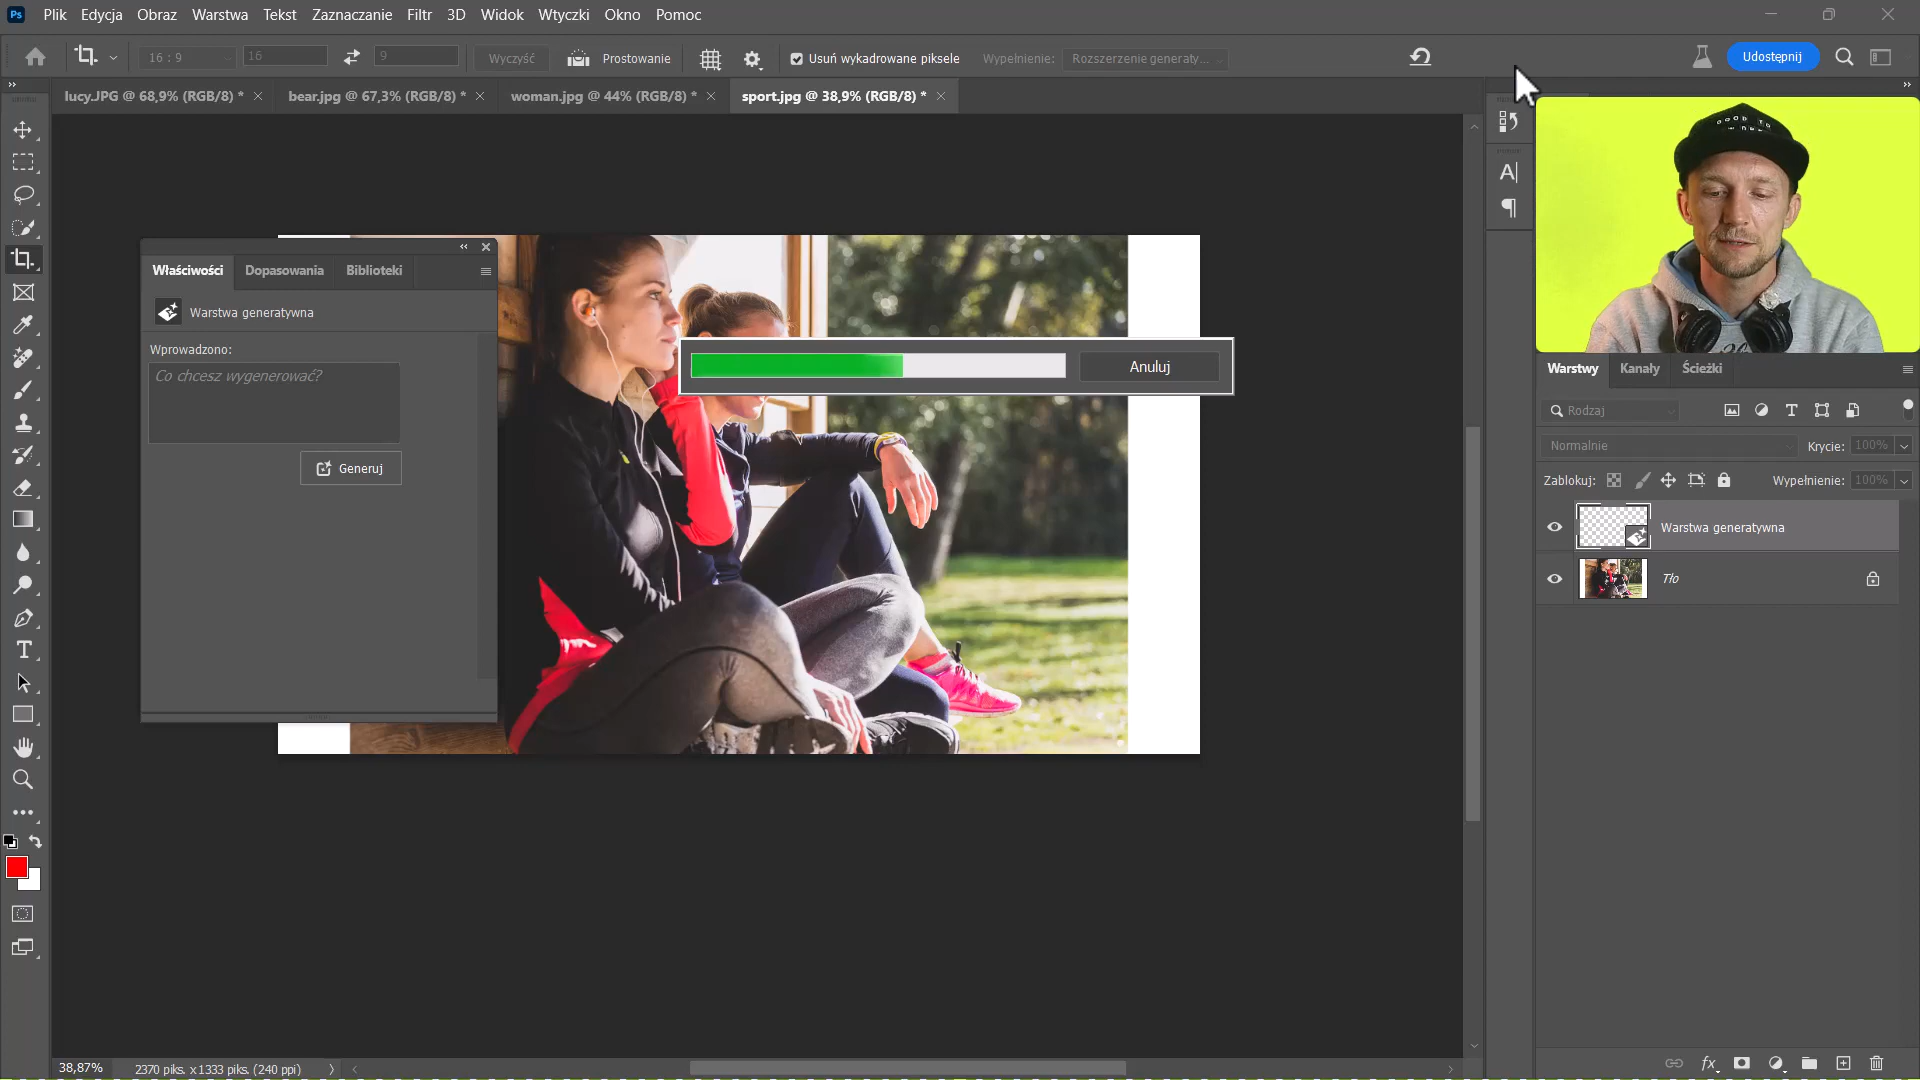 Ps Plik Edycja Obraz Warstwa Tekst Zaznaczanie Filtr 3D Widok Wtyczki Okno Pomoc
16 : 9 16 9 Wyczyść Prostowanie Usuń wykadrowane piksele Wypełnienie: Rozszerzenie generaty... Udostępnij
lucy.JPG @ 68,9% (RGB/8) * bear.jpg @ 67,3% (RGB/8) * woman.jpg @ 44% (RGB/8) * sport.jpg @ 38,9% (RGB/8) *
Właściwości Dopasowania Biblioteki
Warstwa generatywna
Wprowadzono:
Co chcesz wygenerować?
Generuj
Anuluj
Warstwy Kanały Ścieżki
Rodzaj
Normalnie Krycie: 100%
Zablokuj: Wypełnienie: 100%
Warstwa generatywna
Tło
38,87% 2370 piks. x 1333 piks. (240 ppi)